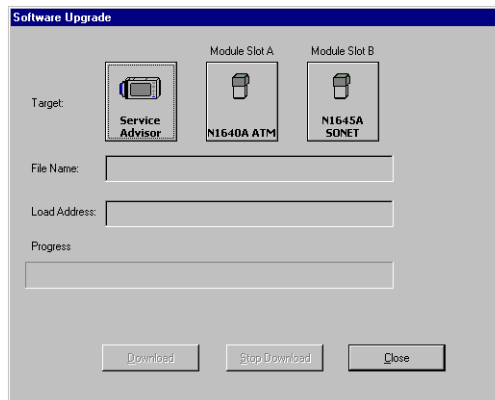 Software Upgrade
Module Slot A Module Slot B
Target:
Service Advisor
N1640A ATM
N1645A SONET
File Name:
Load Address:
Progress
Download Stop Download Close